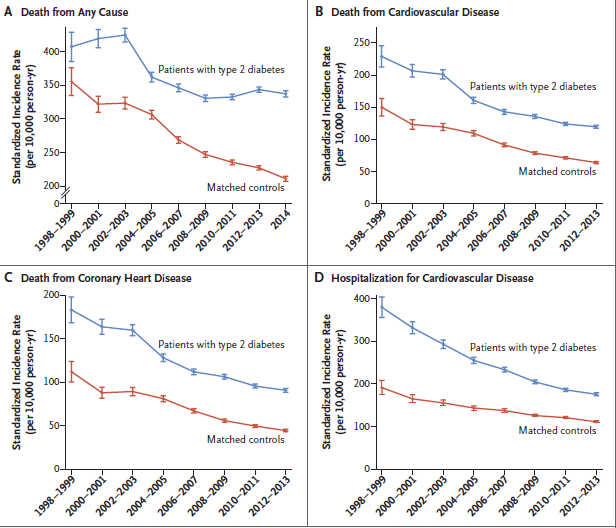 A Death from Any Cause
Standardized Incidence Rate
(per 10,000 person-yr)
400
350
300
250
200
0
Patients with type 2 diabetes
Matched controls
1998–1999
2000–2001
2002–2003
2004–2005
2006–2007
2008–2009
2010–2011
2012–2013
2014
B Death from Cardiovascular Disease
Standardized Incidence Rate
(per 10,000 person-yr)
250
200
150
100
50
0
Patients with type 2 diabetes
Matched controls
1998–1999
2000–2001
2002–2003
2004–2005
2006–2007
2008–2009
2010–2011
2012–2013
C Death from Coronary Heart Disease
Standardized Incidence Rate
(per 10,000 person-yr)
200
150
100
50
0
Patients with type 2 diabetes
Matched controls
1998–1999
2000–2001
2002–2003
2004–2005
2006–2007
2008–2009
2010–2011
2012–2013
D Hospitalization for Cardiovascular Disease
Standardized Incidence Rate
(per 10,000 person-yr)
400
300
200
100
0
Patients with type 2 diabetes
Matched controls
1998–1999
2000–2001
2002–2003
2004–2005
2006–2007
2008–2009
2010–2011
2012–2013